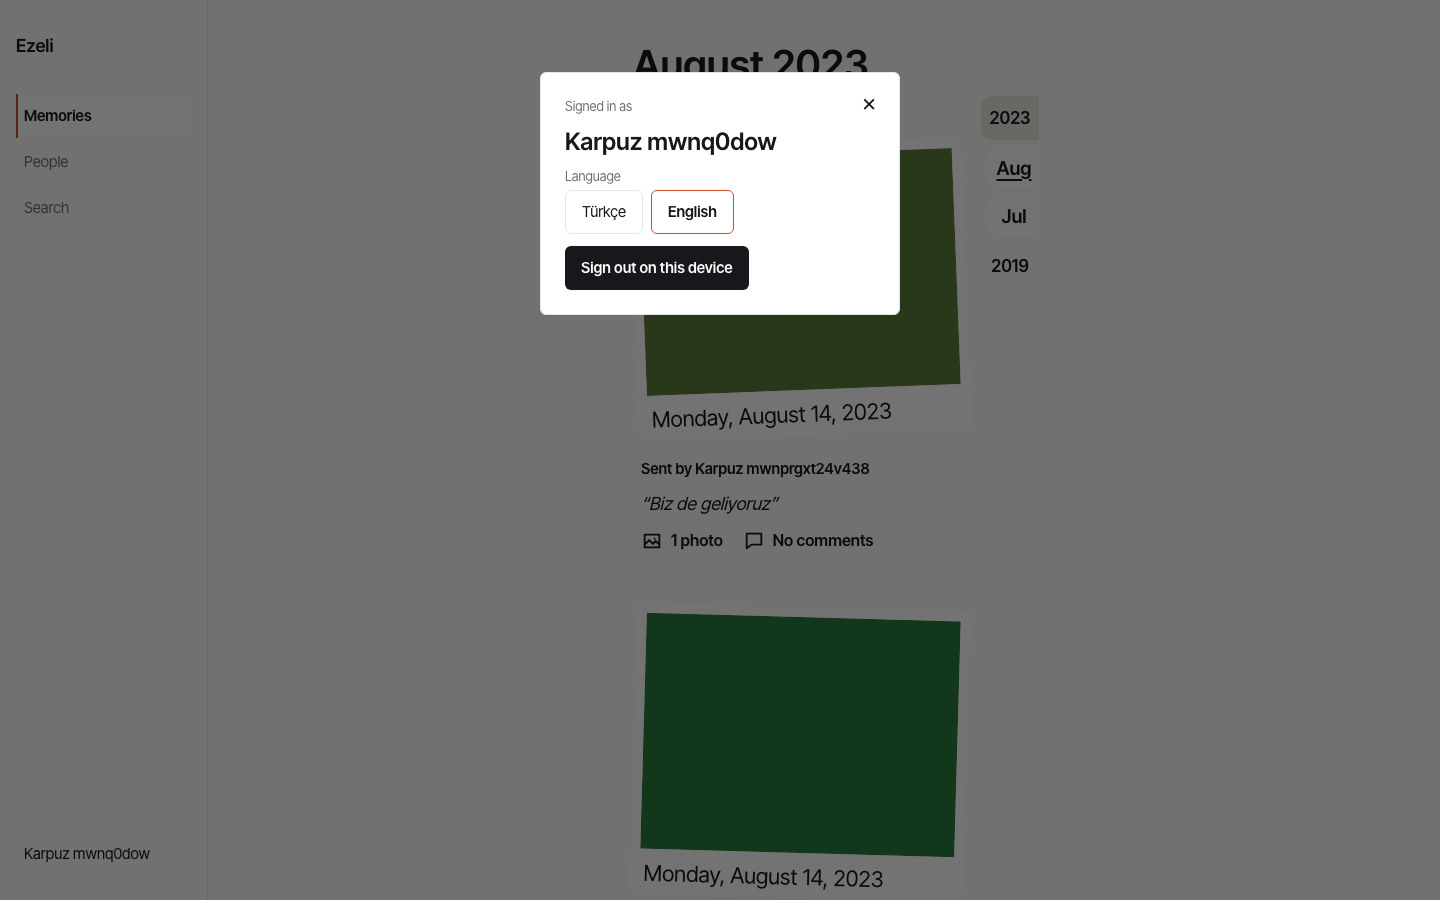 Ezeli
Memories
People
Search
Karpuz mwnq0dow
August 2023
Signed in as
Karpuz mwnq0dow
Language
Türkçe
English
Sign out on this device
Monday, August 14, 2023
Sent by Karpuz mwnprgxt24v438
“Biz de geliyoruz”
1 photo
No comments
Monday, August 14, 2023
2023
Aug
Jul
2019